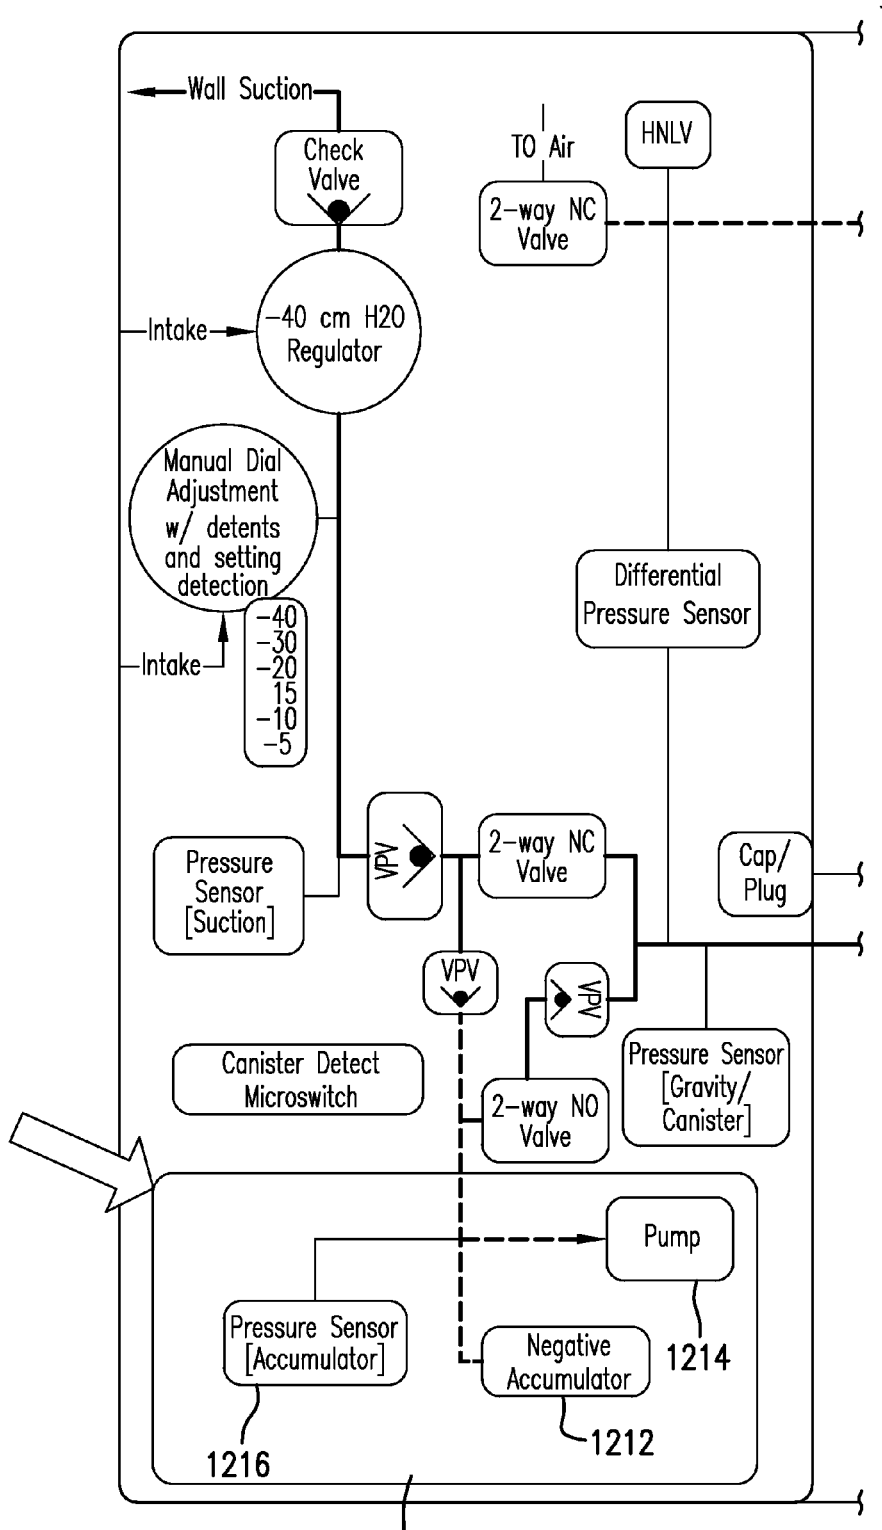 Wall Suction
Check
Valve
TO Air
HNLV
2-way NC
Valve
-40 cm H2O
Regulator
Intake
Manual Dial
Adjustment
w/ detents
and setting
detection
-40
-30
-20
15
-10
-5
Intake
Differential
Pressure Sensor
Pressure
Sensor
[Suction]
VPV
2-way NC
Valve
Cap/
Plug
VPV
VPV
Canister Detect
Microswitch
2-way NO
Valve
Pressure Sensor
[Gravity/
Canister]
Pump
1214
Pressure Sensor
[Accumulator]
1216
Negative
Accumulator
1212